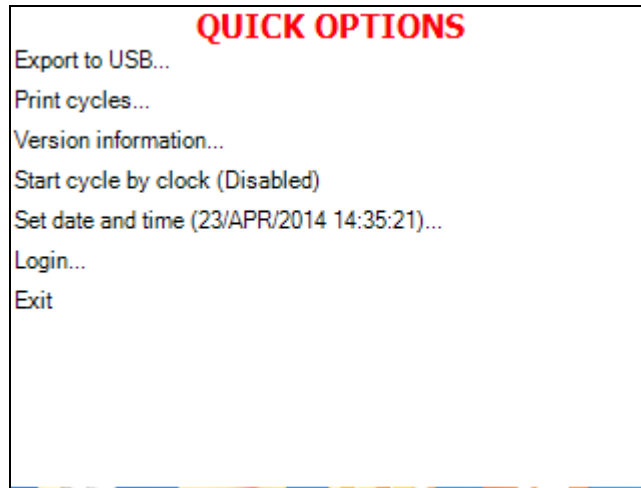 QUICK OPTIONS
Export to USB...
Print cycles...
Version information...
Start cycle by clock (Disabled)
Set date and time (23/APR/2014 14:35:21)...
Login...
Exit